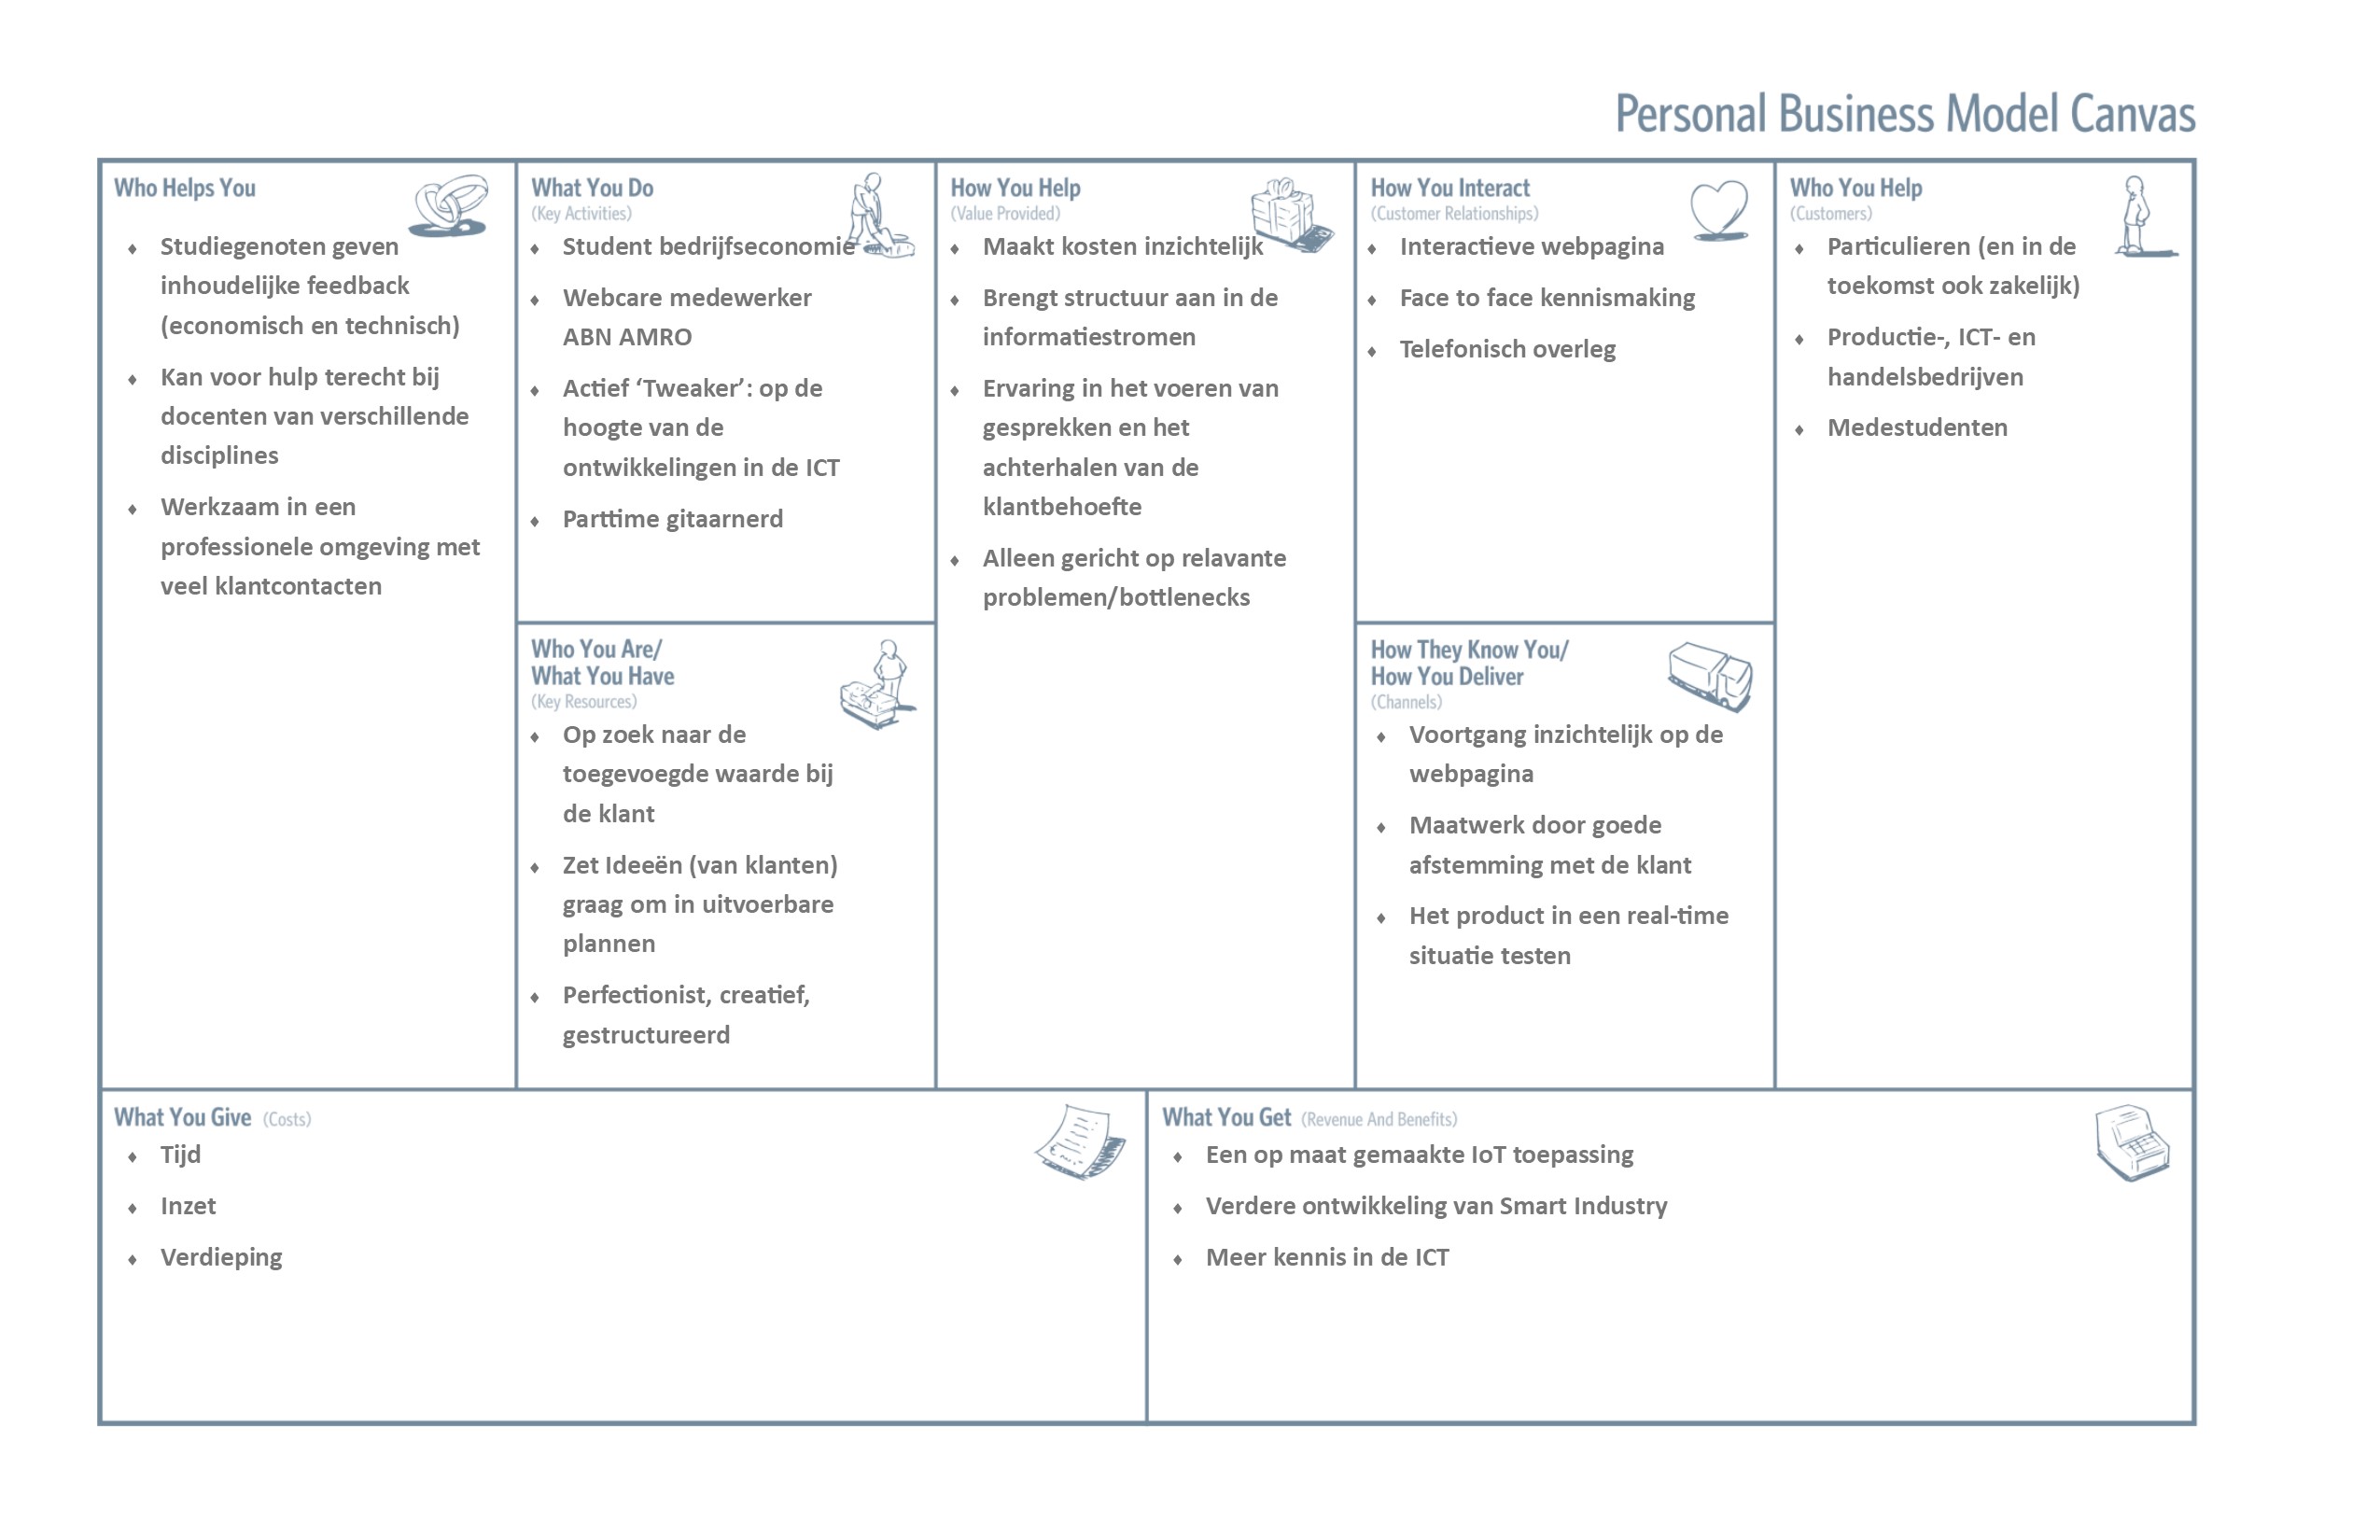 Personal Business Model Canvas
Who Helps You
♦ Studiegenoten geven
inhoudelijke feedback
(economisch en technisch)
♦ Kan voor hulp terecht bij
docenten van verschillende
disciplines
♦ Werkzaam in een
professionele omgeving met
veel klantcontacten
What You Do
(Key Activities)
♦ Student bedrijfseconomie
♦ Webcare medewerker
ABN AMRO
♦ Actief ‘Tweaker’: op de
hoogte van de
ontwikkelingen in de ICT
♦ Parttime gitaarnerd
Who You Are/
What You Have
(Key Resources)
♦ Op zoek naar de
toegevoegde waarde bij
de klant
♦ Zet Ideeën (van klanten)
graag om in uitvoerbare
plannen
♦ Perfectionist, creatief,
gestructureerd
How You Help
(Value Provided)
♦ Maakt kosten inzichtelijk
♦ Brengt structuur aan in de
informatiestromen
♦ Ervaring in het voeren van
gesprekken en het
achterhalen van de
klantbehoefte
♦ Alleen gericht op relavante
problemen/bottlenecks
How You Interact
(Customer Relationships)
♦ Interactieve webpagina
♦ Face to face kennismaking
♦ Telefonisch overleg
How They Know You/
How You Deliver
(Channels)
♦ Voortgang inzichtelijk op de
webpagina
♦ Maatwerk door goede
afstemming met de klant
♦ Het product in een real-time
situatie testen
Who You Help
(Customers)
♦ Particulieren (en in de
toekomst ook zakelijk)
♦ Productie-, ICT- en
handelsbedrijven
♦ Medestudenten
What You Give (Costs)
♦ Tijd
♦ Inzet
♦ Verdieping
What You Get (Revenue And Benefits)
♦ Een op maat gemaakte IoT toepassing
♦ Verdere ontwikkeling van Smart Industry
♦ Meer kennis in de ICT